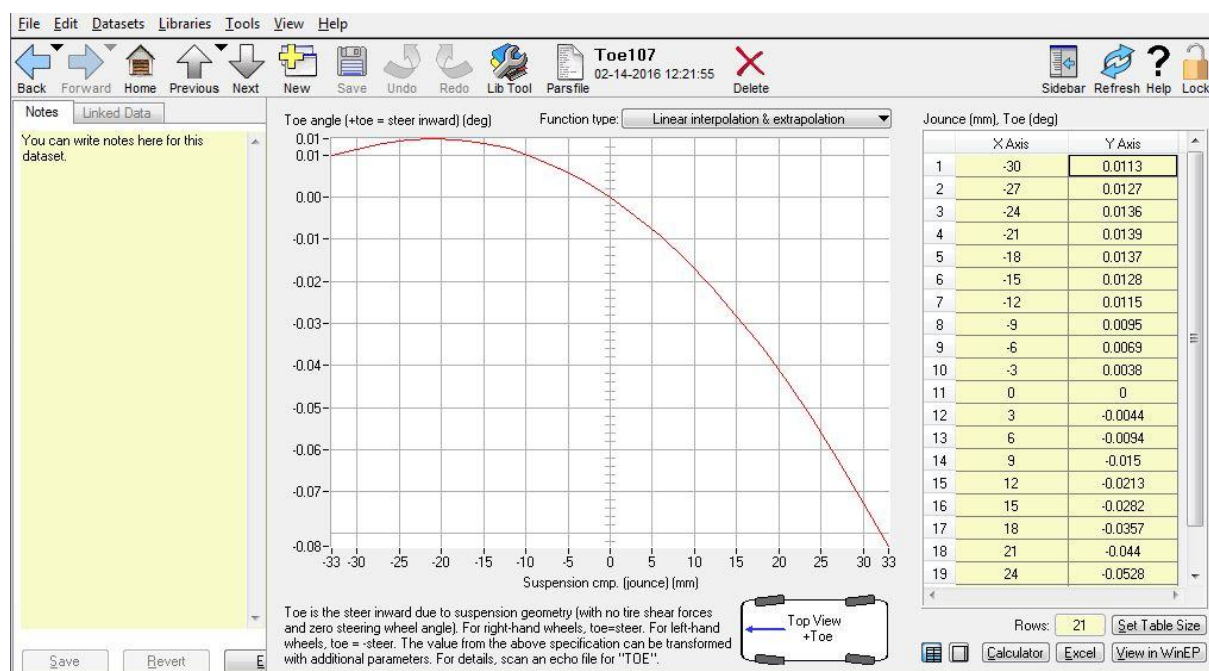 File Edit Datasets Libraries Tools View Help
Toe107
02-14-2016 12:21:55
Back Forward Home Previous Next New Save Undo Redo Lib Tool Parsfile Delete Sidebar Refresh Help Lock
Notes Linked Data
You can write notes here for this
dataset.
Save Revert E
Toe angle (+toe = steer inward) (deg) Function type: Linear interpolation & extrapolation
0.01
0.01
0.00
-0.01
-0.02
-0.03
-0.04
-0.05
-0.06
-0.07
-0.08
-33 -30 -25 -20 -15 -10 -5 0 5 10 15 20 25 30 33
Suspension cmp. (jounce) (mm)
Toe is the steer inward due to suspension geometry (with no tire shear forces
and zero steering wheel angle). For right-hand wheels, toe=steer. For left-hand
wheels, toe = -steer. The value from the above specification can be transformed
with additional parameters. For details, scan an echo file for "TOE".
Top View
+Toe
Jounce (mm), Toe (deg)
X Axis Y Axis
1 -30 0.0113
2 -27 0.0127
3 -24 0.0136
4 -21 0.0139
5 -18 0.0137
6 -15 0.0128
7 -12 0.0115
8 -9 0.0095
9 -6 0.0069
10 -3 0.0038
11 0 0
12 3 -0.0044
13 6 -0.0094
14 9 -0.015
15 12 -0.0213
16 15 -0.0282
17 18 -0.0357
18 21 -0.044
19 24 -0.0528
Rows: 21 Set Table Size
Calculator Excel View in WinEP